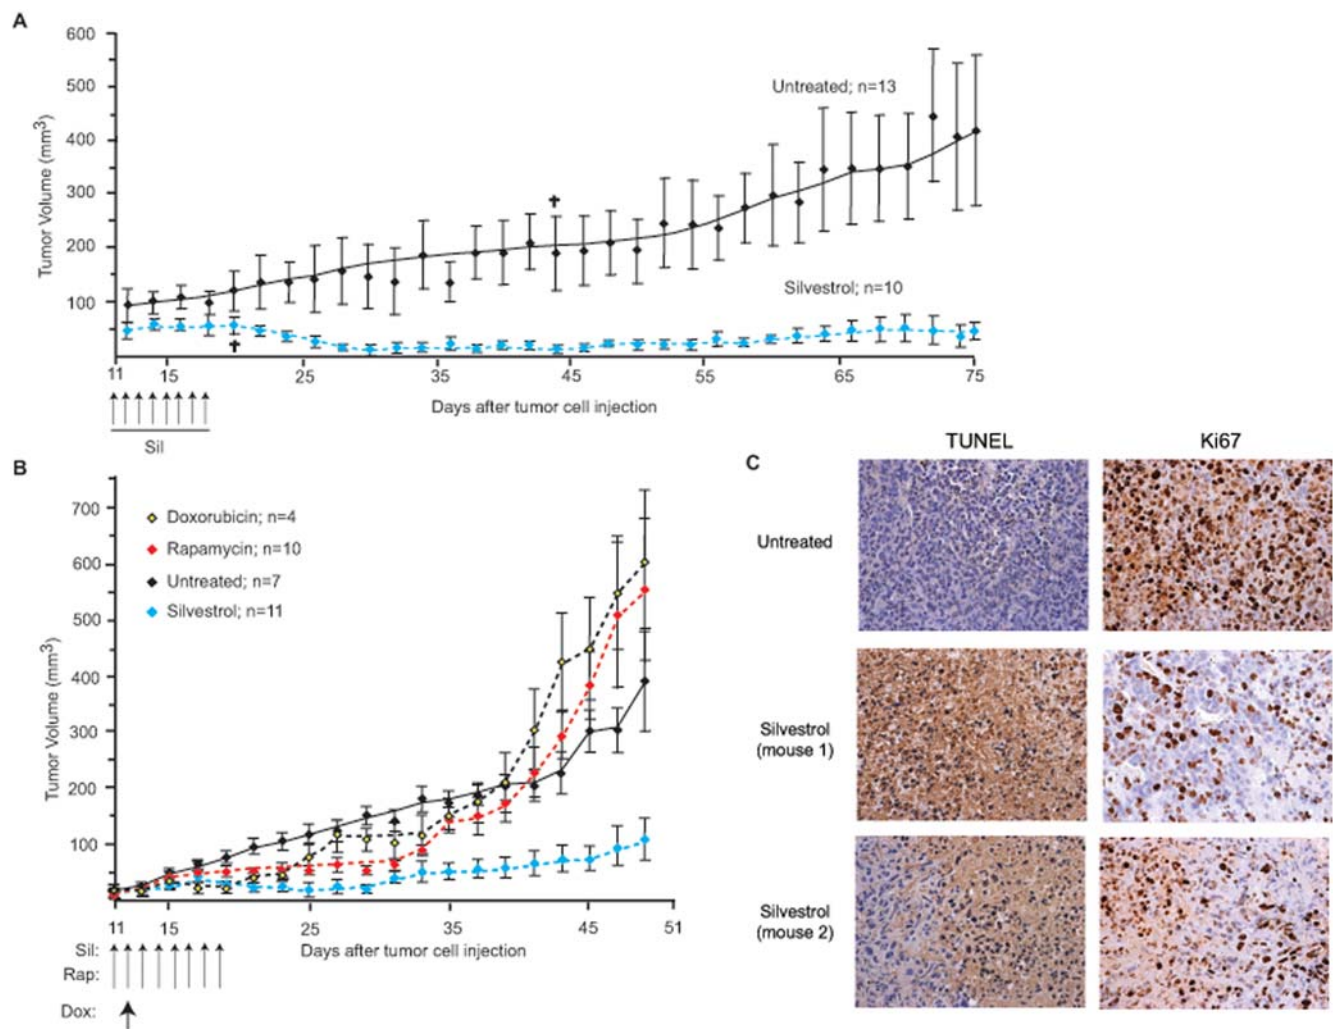 A
600
500
400
300
200
100
Tumor Volume (mm3)
Untreated; n=13
Silvestrol; n=10
11 15 25 35 45 55 65 75
Days after tumor cell injection
Sil
B
700
600
500
400
300
200
100
Tumor Volume (mm3)
Doxorubicin; n=4
Rapamycin; n=10
Untreated; n=7
Silvestrol; n=11
11 15 25 35 45 51
Days after tumor cell injection
Sil:
Rap:
Dox:
C
TUNEL Ki67
Untreated
Silvestrol
(mouse 1)
Silvestrol
(mouse 2)